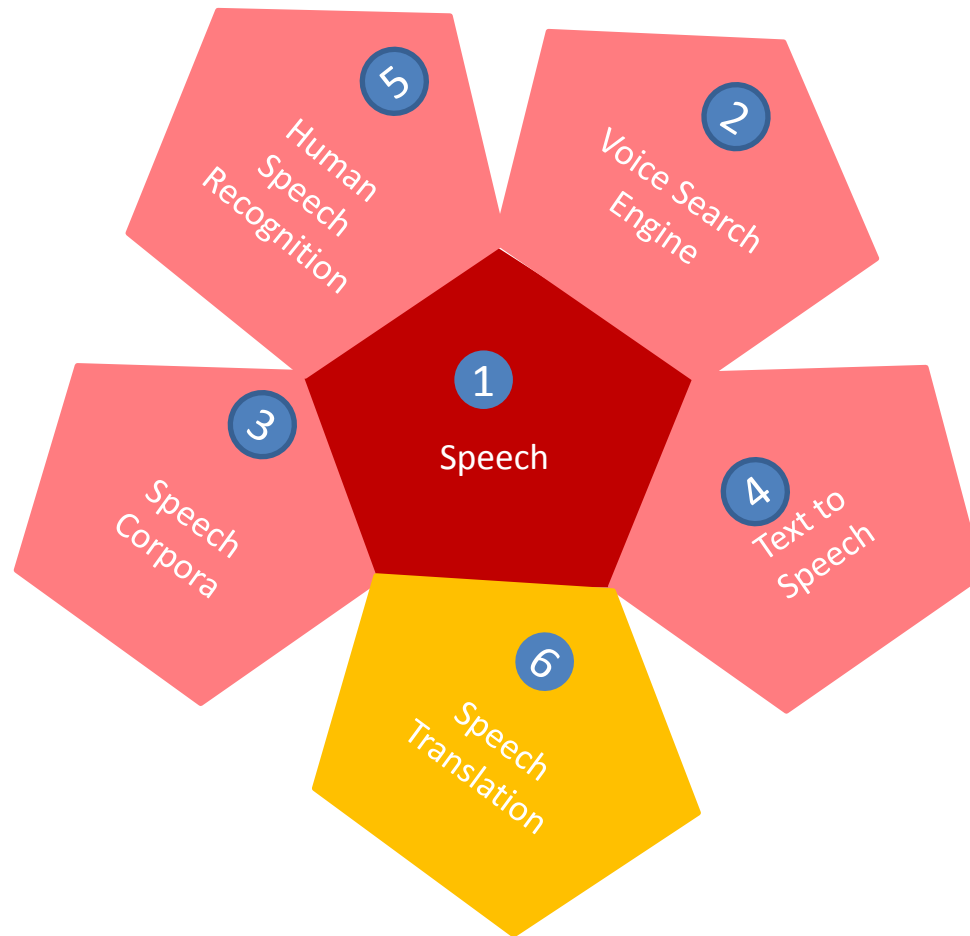 5
Human
Speech
Recognition
2
Voice Search
Engine
1
Speech
3
Speech
Corpora
4
Text to
Speech
6
Speech
Translation